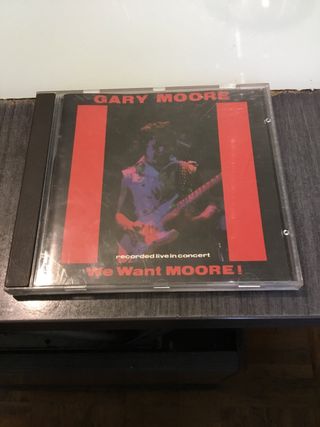 GARY MOORE
recorded live in concert
We Want MOORE!